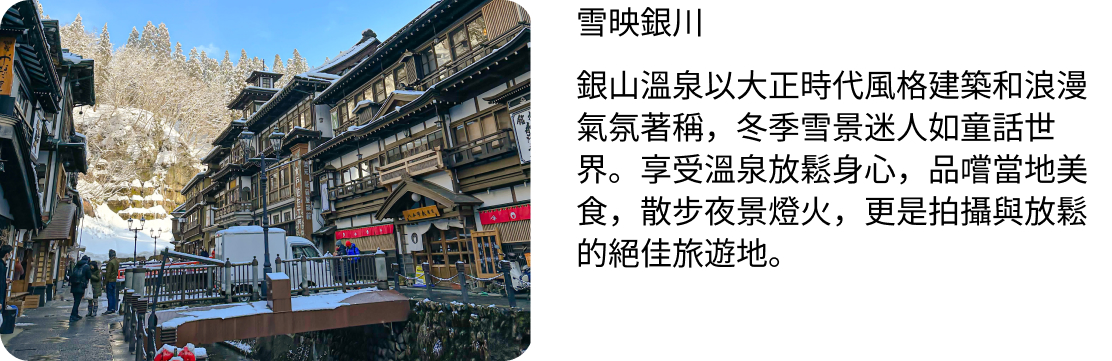 雪映銀川
銀山溫泉以大正時代風格建築和浪漫
氣氛著稱，冬季雪景迷人如童話世
界。享受溫泉放鬆身心，品嚐當地美
食，散步夜景燈火，更是拍攝與放鬆
的絕佳旅遊地。